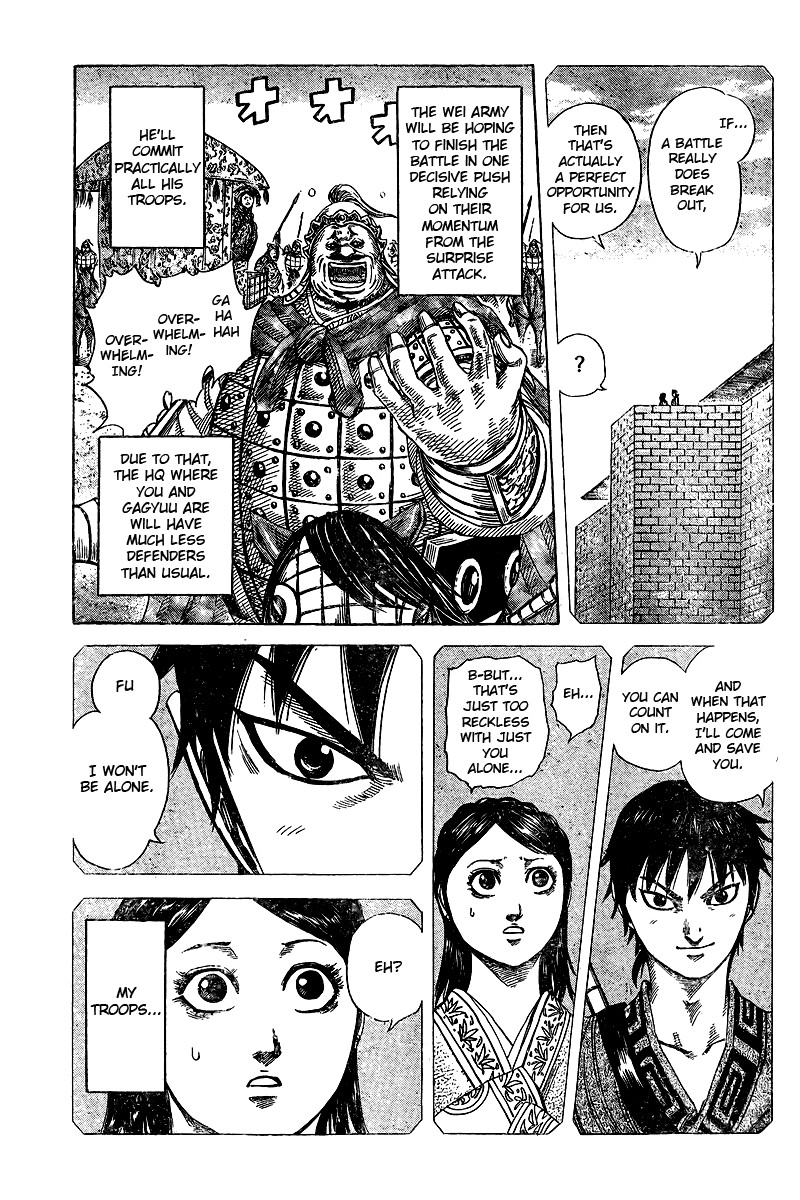 IF...
A BATTLE
REALLY
DOES
BREAK
OUT,
THEN
THAT'S
ACTUALLY
A PERFECT
OPPORTUNITY
FOR US.
?
THE WEI ARMY
WILL BE HOPING
TO FINISH THE
BATTLE IN ONE
DECISIVE PUSH
RELYING
ON THEIR
MOMENTUM
FROM THE
SURPRISE
ATTACK.
オ
オ
オ
HE'LL
COMMIT
PRACTICALLY
ALL HIS
TROOPS.
GA
HA
HAH
OVER-
WHELM-
ING!
OVER-
WHELM-
ING!
DUE TO THAT,
THE HQ WHERE
YOU AND
GAGYUU ARE
WILL HAVE
MUCH LESS
DEFENDERS
THAN USUAL.
AND
WHEN THAT
HAPPENS,
I'LL COME
AND SAVE
YOU.
YOU CAN
COUNT
ON IT.
EH...
B-BUT...
THAT'S
JUST TOO
RECKLESS
WITH JUST
YOU
ALONE...
FU
I WON'T
BE ALONE.
EH?
MY
TROOPS...